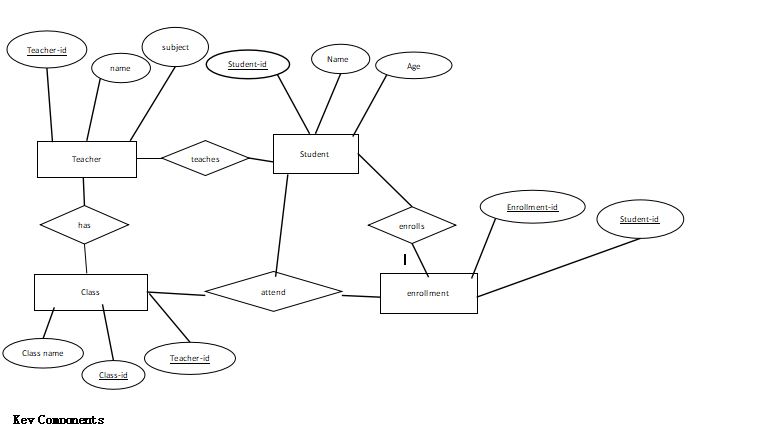 Teacher-id
name
subject
Student-id
Name
Age
Teacher
teaches
Student
has
enrolls
Enrollment-id
Student-id
Class
attend
enrollment
Class name
Class-id
Teacher-id
Key Components